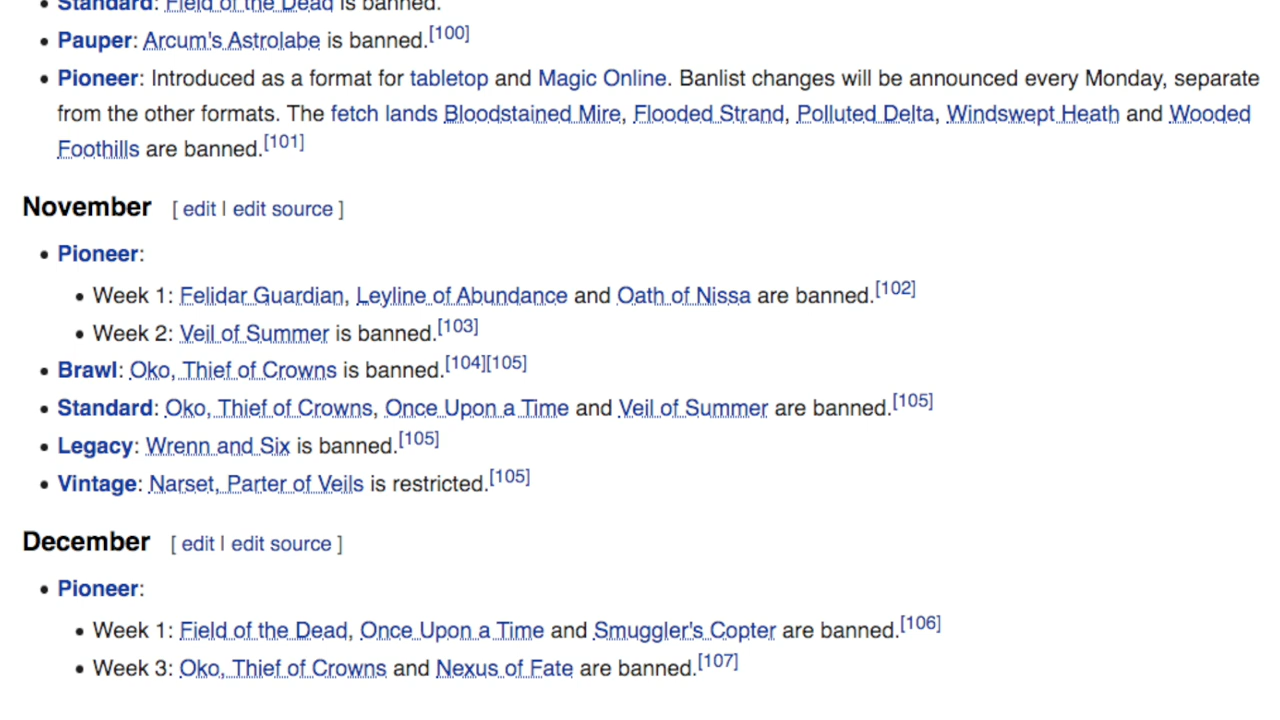 • Standard: Field of the Dead is banned.
• Pauper: Arcum's Astrolabe is banned.[100]
• Pioneer: Introduced as a format for tabletop and Magic Online. Banlist changes will be announced every Monday, separate
from the other formats. The fetch lands Bloodstained Mire, Flooded Strand, Polluted Delta, Windswept Heath and Wooded
Foothills are banned.[101]
November [ edit | edit source ]
• Pioneer:
• Week 1: Felidar Guardian, Leyline of Abundance and Oath of Nissa are banned.[102]
• Week 2: Veil of Summer is banned.[103]
• Brawl: Oko, Thief of Crowns is banned.[104][105]
• Standard: Oko, Thief of Crowns, Once Upon a Time and Veil of Summer are banned.[105]
• Legacy: Wrenn and Six is banned.[105]
• Vintage: Narset, Parter of Veils is restricted.[105]
December [ edit | edit source ]
• Pioneer:
• Week 1: Field of the Dead, Once Upon a Time and Smuggler's Copter are banned.[106]
• Week 3: Oko, Thief of Crowns and Nexus of Fate are banned.[107]